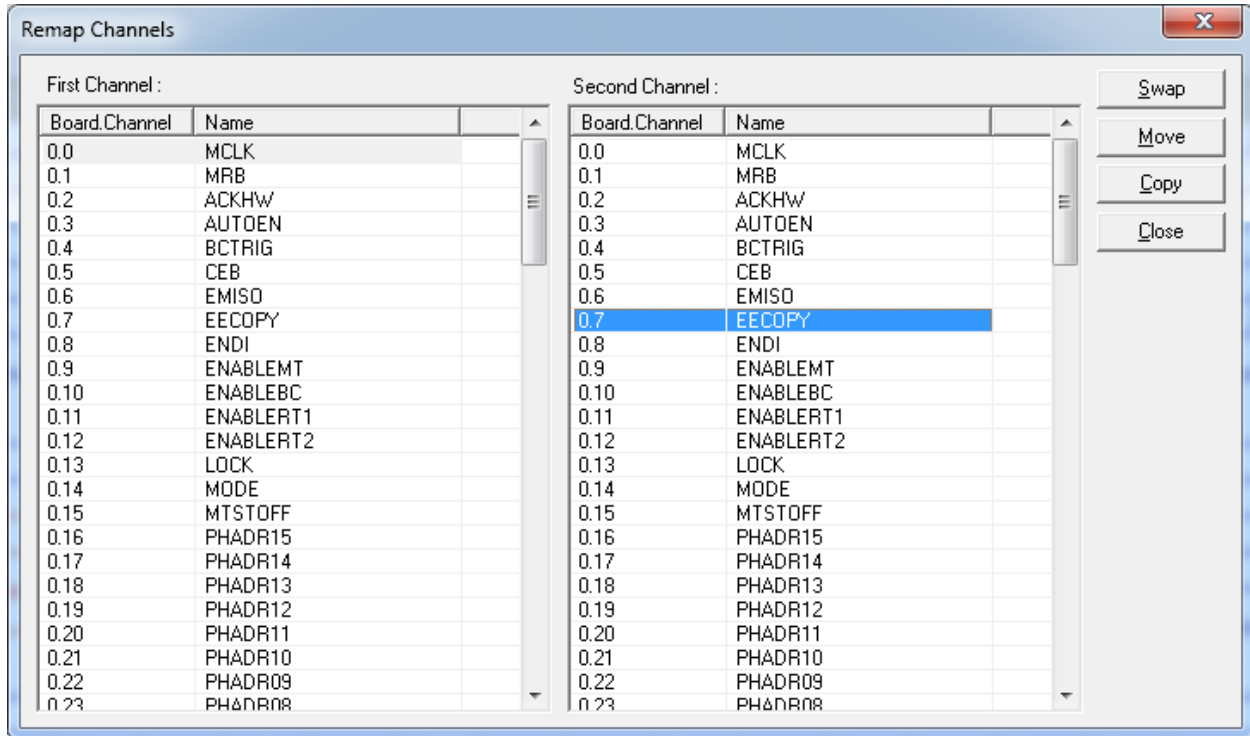 Remap Channels
First Channel :
Board.Channel Name
0.0 MCLK
0.1 MRB
0.2 ACKHW
0.3 AUTOEN
0.4 BCTRIG
0.5 CEB
0.6 EMISO
0.7 EECOPY
0.8 ENDI
0.9 ENABLEMT
0.10 ENABLEBC
0.11 ENABLERT1
0.12 ENABLERT2
0.13 LOCK
0.14 MODE
0.15 MTSTOFF
0.16 PHADR15
0.17 PHADR14
0.18 PHADR13
0.19 PHADR12
0.20 PHADR11
0.21 PHADR10
0.22 PHADR09
0.23 PHADR08
Second Channel :
Board.Channel Name
0.0 MCLK
0.1 MRB
0.2 ACKHW
0.3 AUTOEN
0.4 BCTRIG
0.5 CEB
0.6 EMISO
0.7 EECOPY
0.8 ENDI
0.9 ENABLEMT
0.10 ENABLEBC
0.11 ENABLERT1
0.12 ENABLERT2
0.13 LOCK
0.14 MODE
0.15 MTSTOFF
0.16 PHADR15
0.17 PHADR14
0.18 PHADR13
0.19 PHADR12
0.20 PHADR11
0.21 PHADR10
0.22 PHADR09
0.23 PHADR08
Swap
Move
Copy
Close